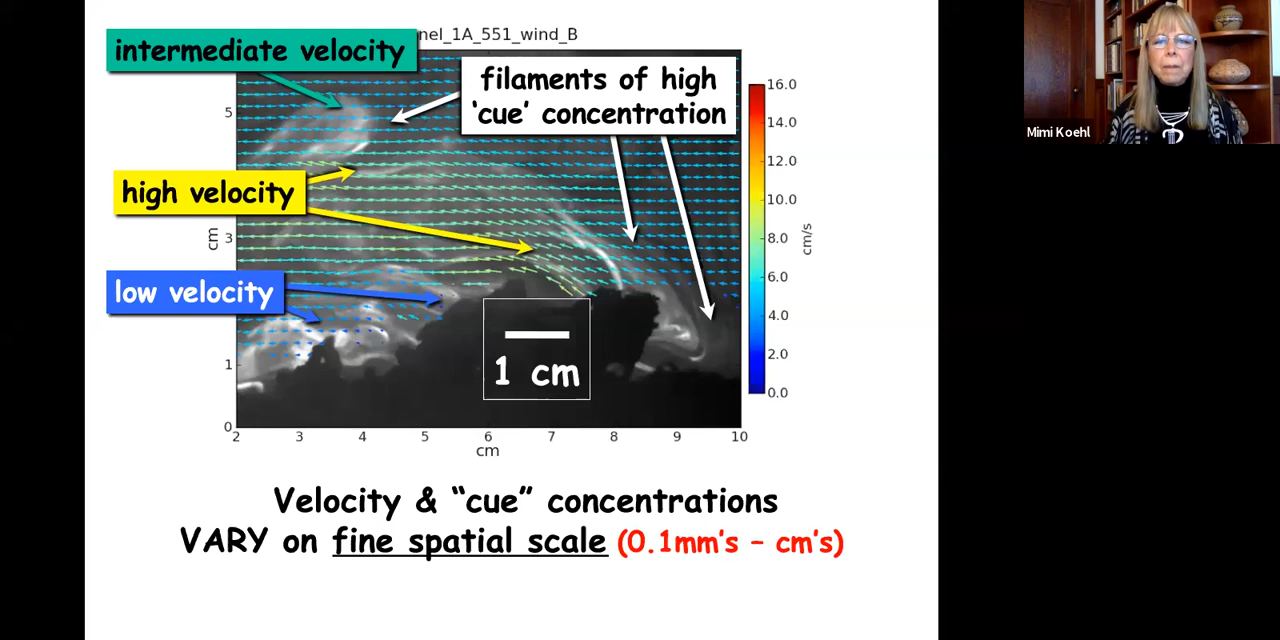 nel_1A_551_wind_B
intermediate velocity
filaments of high
‘cue’ concentration
high velocity
low velocity
1 cm
5
3
1
0
cm
2 3 4 5 6 7 8 9 10
cm
16.0
14.0
12.0
10.0
8.0
6.0
4.0
2.0
0.0
cm/s
Velocity & “cue” concentrations
VARY on fine spatial scale (0.1mm’s – cm’s)
Mimi Koehl